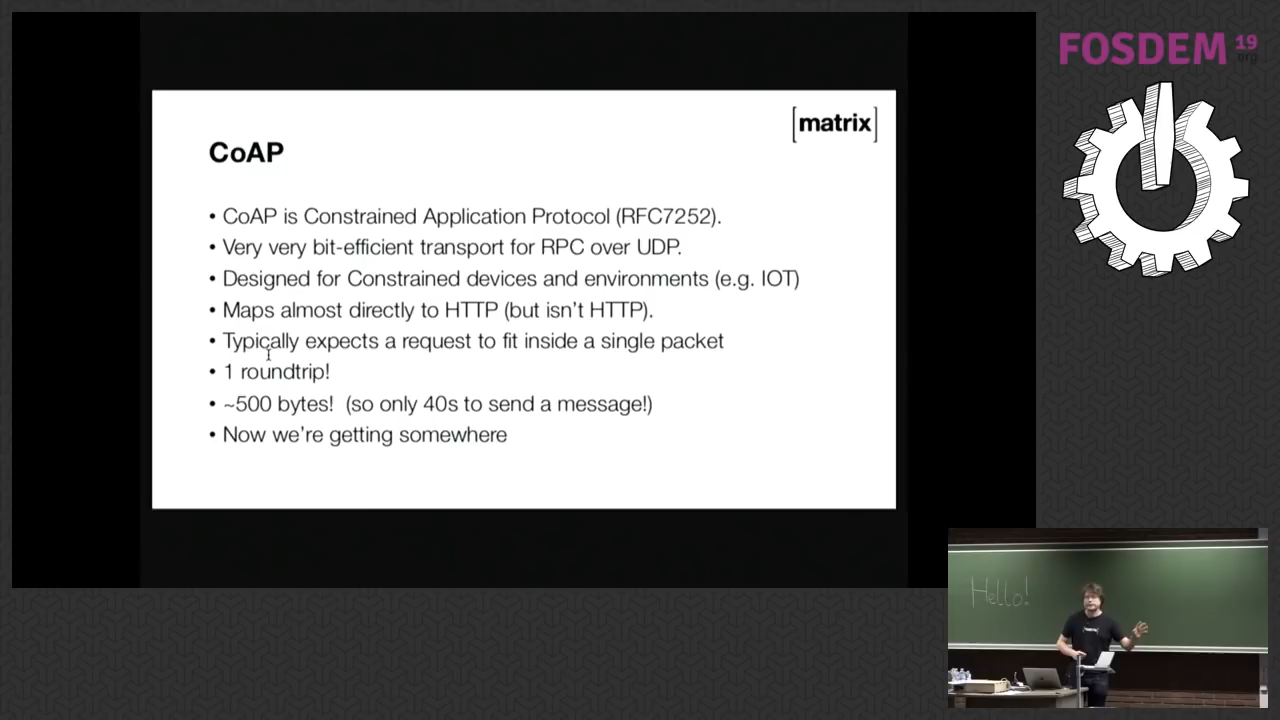 [matrix]
CoAP
• CoAP is Constrained Application Protocol (RFC7252).
• Very very bit-efficient transport for RPC over UDP.
• Designed for Constrained devices and environments (e.g. IOT)
• Maps almost directly to HTTP (but isn't HTTP).
• Typically expects a request to fit inside a single packet
• 1 roundtrip!
• ~500 bytes!  (so only 40s to send a message!)
• Now we're getting somewhere
FOSDEM 19
.org
Hello!
[matrix]